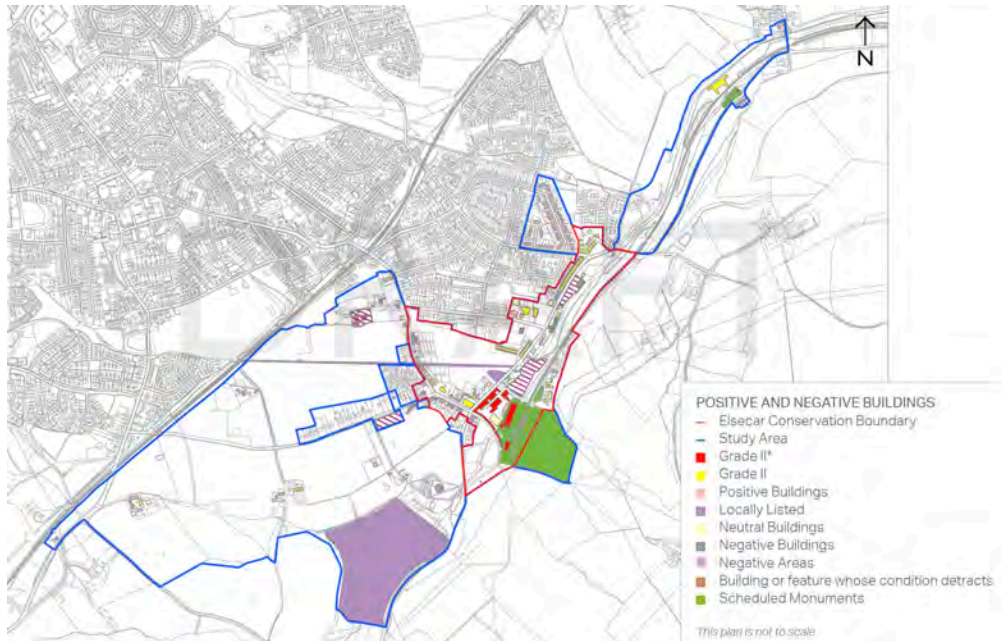 N
DRAFT
POSITIVE AND NEGATIVE BUILDINGS
Elsecar Conservation Boundary
Study Area
Grade II*
Grade II
Positive Buildings
Locally Listed
Neutral Buildings
Negative Buildings
Negative Areas
Building or feature whose condition detracts
Scheduled Monuments
This plan is not to scale